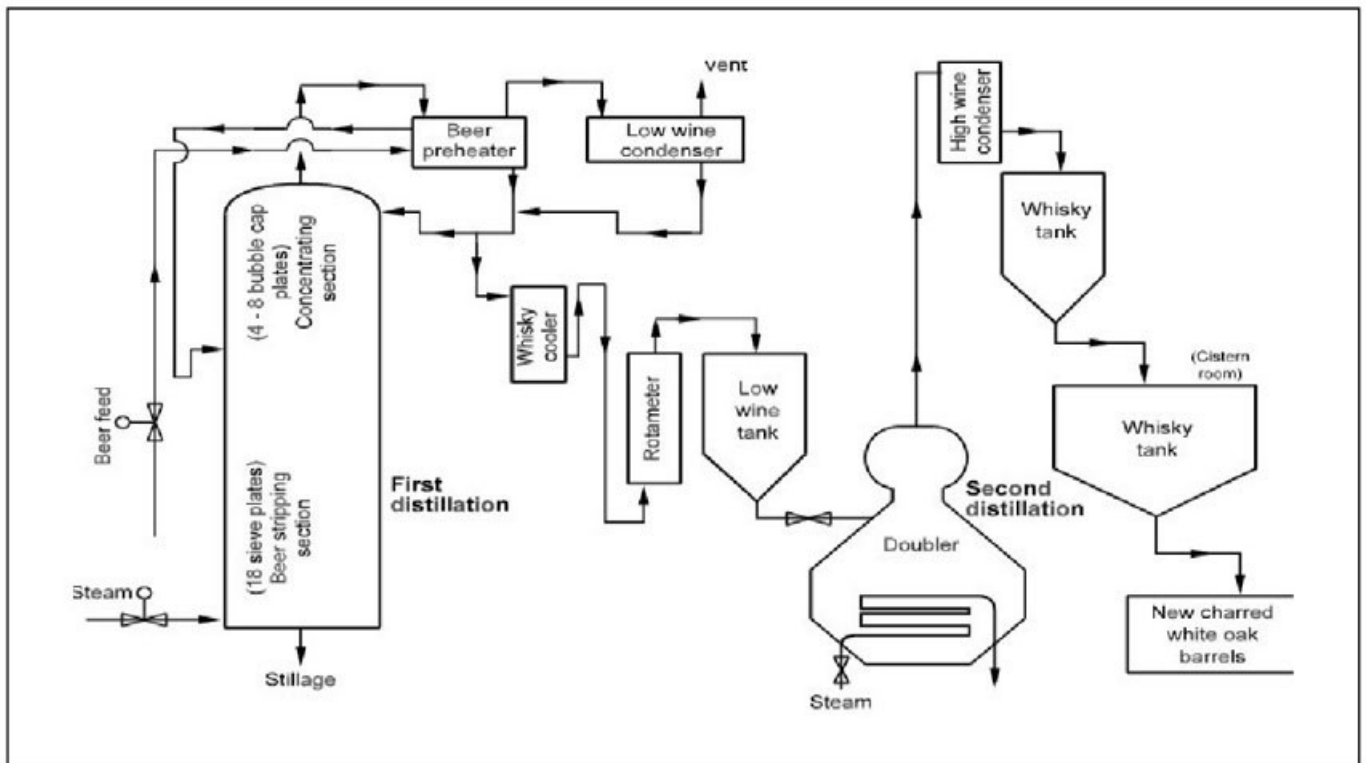 vent
Beer
preheater
Low wine
condenser
High wine
condenser
Whisky
tank
(4 - 8 bubble cap
plates)
Concentrating
section
Whisky
cooler
Rotameter
Low
wine
tank
(Cistern
room)
Whisky
tank
Beer feed
First
distillation
Second
distillation
Doubler
(18 sieve plates)
Beer stripping
section
Steam
Stillage
Steam
New charred
white oak
barrels